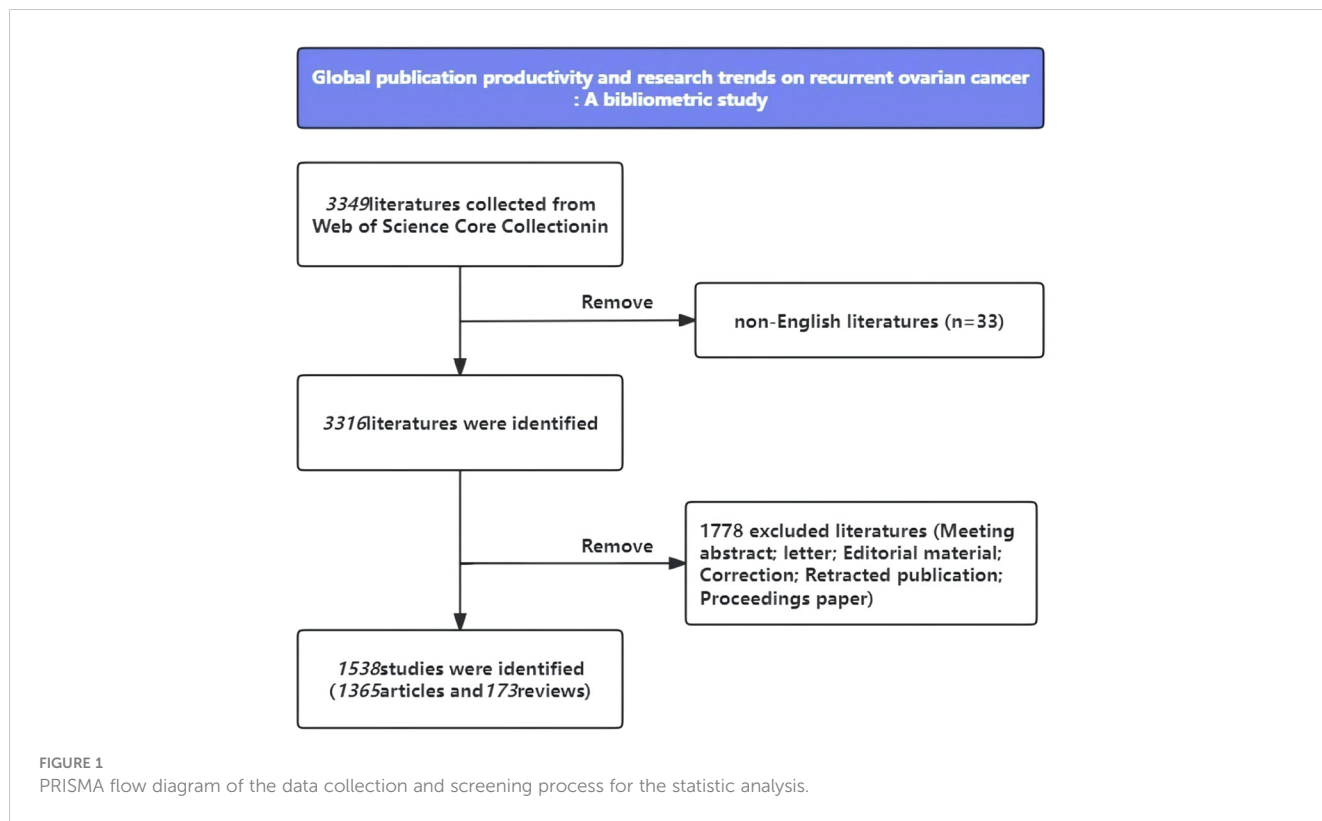 Global publication productivity and research trends on recurrent ovarian cancer
: A bibliometric study
3349literatures collected from
Web of Science Core Collectionin
Remove
non-English literatures (n=33)
3316literatures were identified
Remove
1778 excluded literatures (Meeting
abstract; letter; Editorial material;
Correction; Retracted publication;
Proceedings paper)
1538studies were identified
(1365articles and173reviews)
FIGURE 1
PRISMA flow diagram of the data collection and screening process for the statistic analysis.